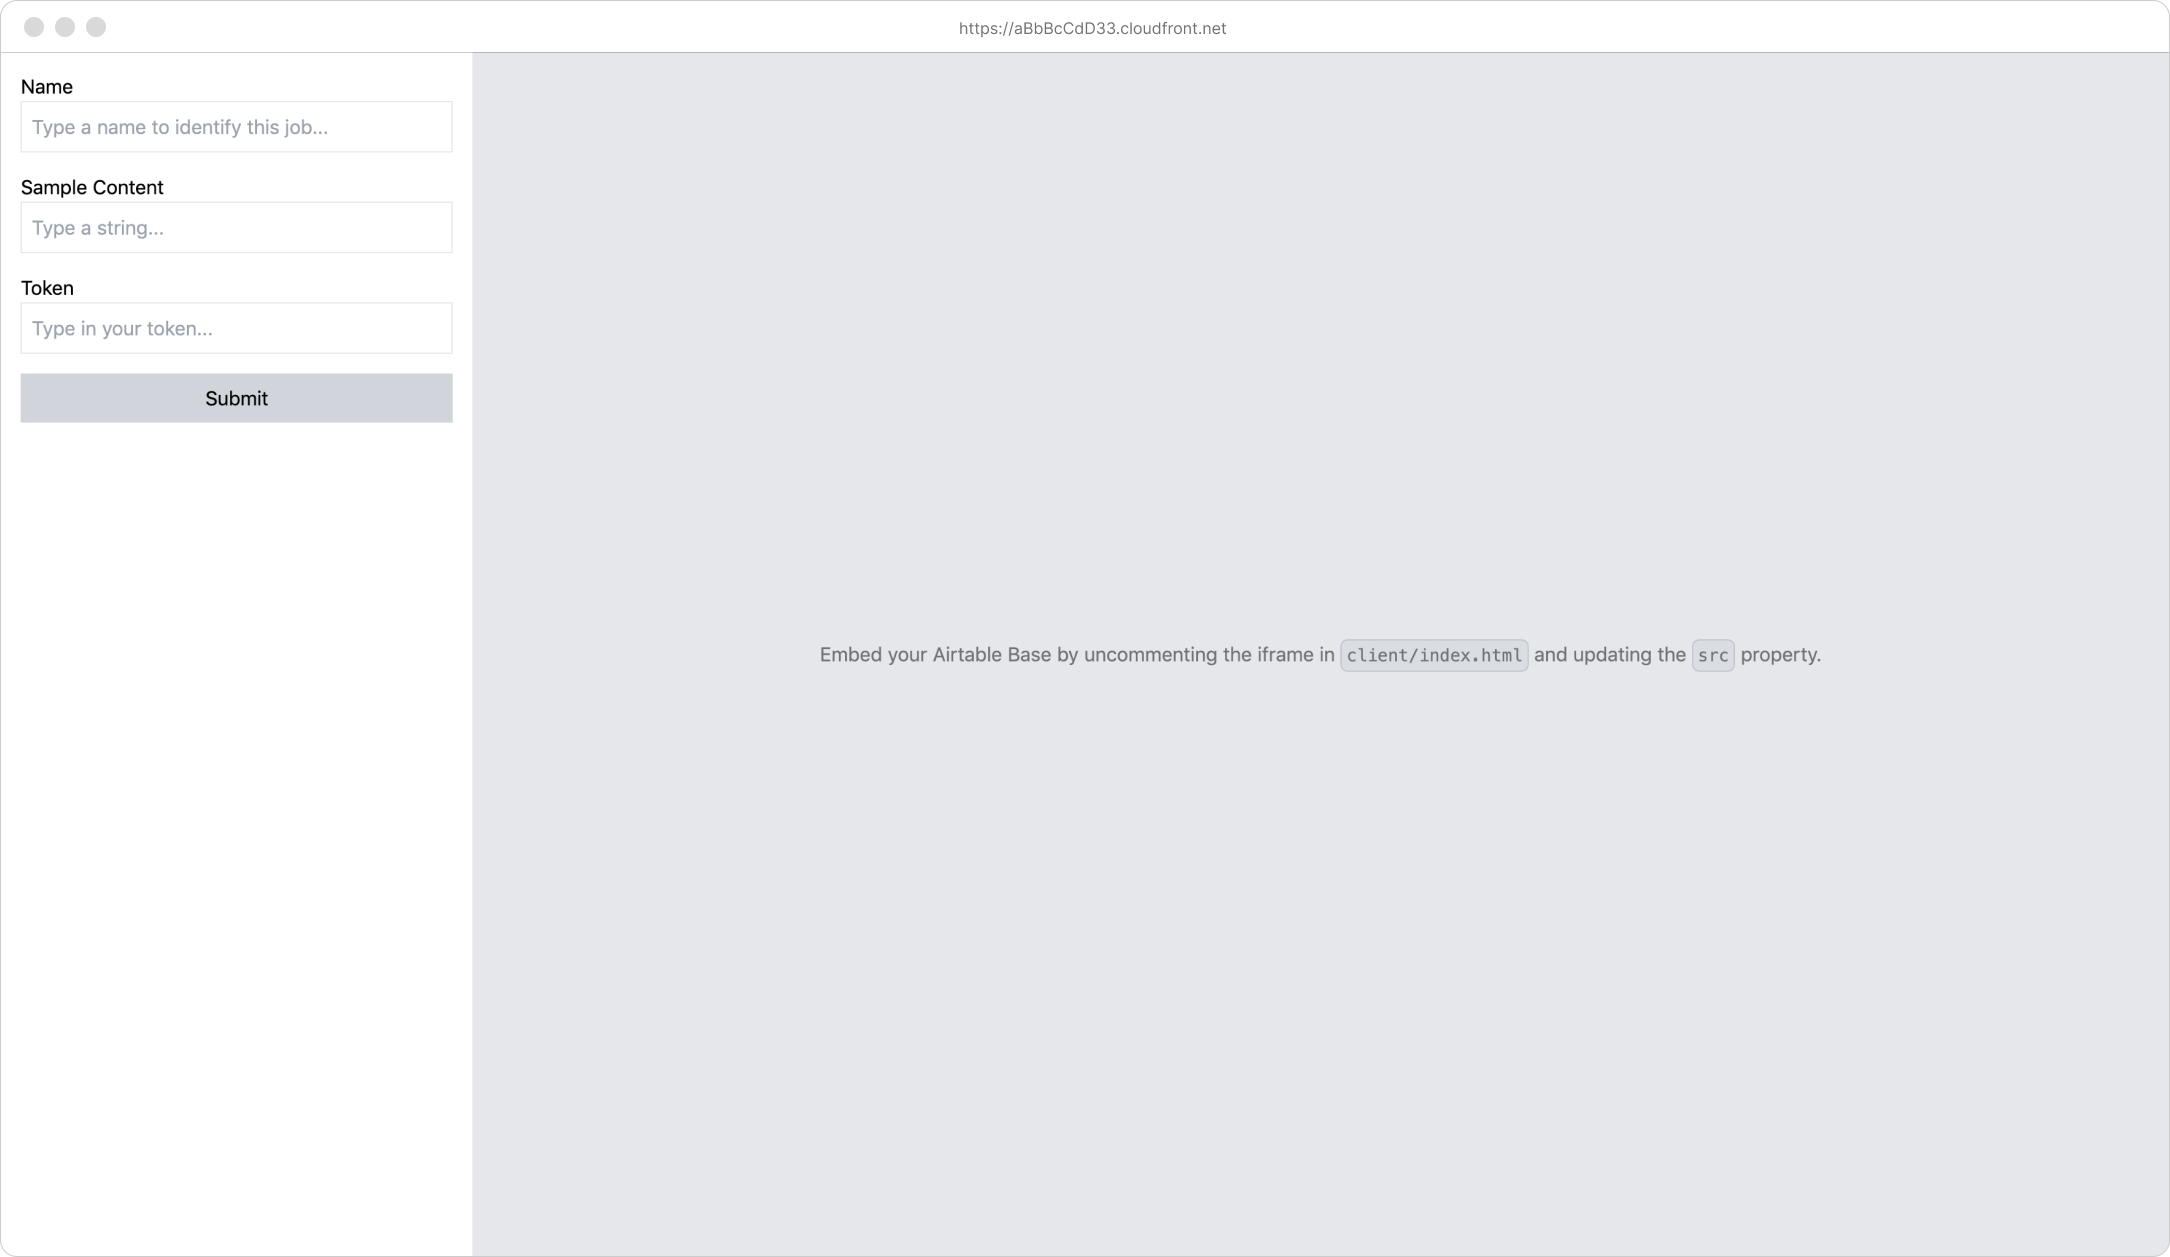 https://aBbBcCdD33.cloudfront.net
Name
Type a name to identify this job...
Sample Content
Type a string...
Token
Type in your token...
Submit
Embed your Airtable Base by uncommenting the iframe in client/index.html and updating the src property.